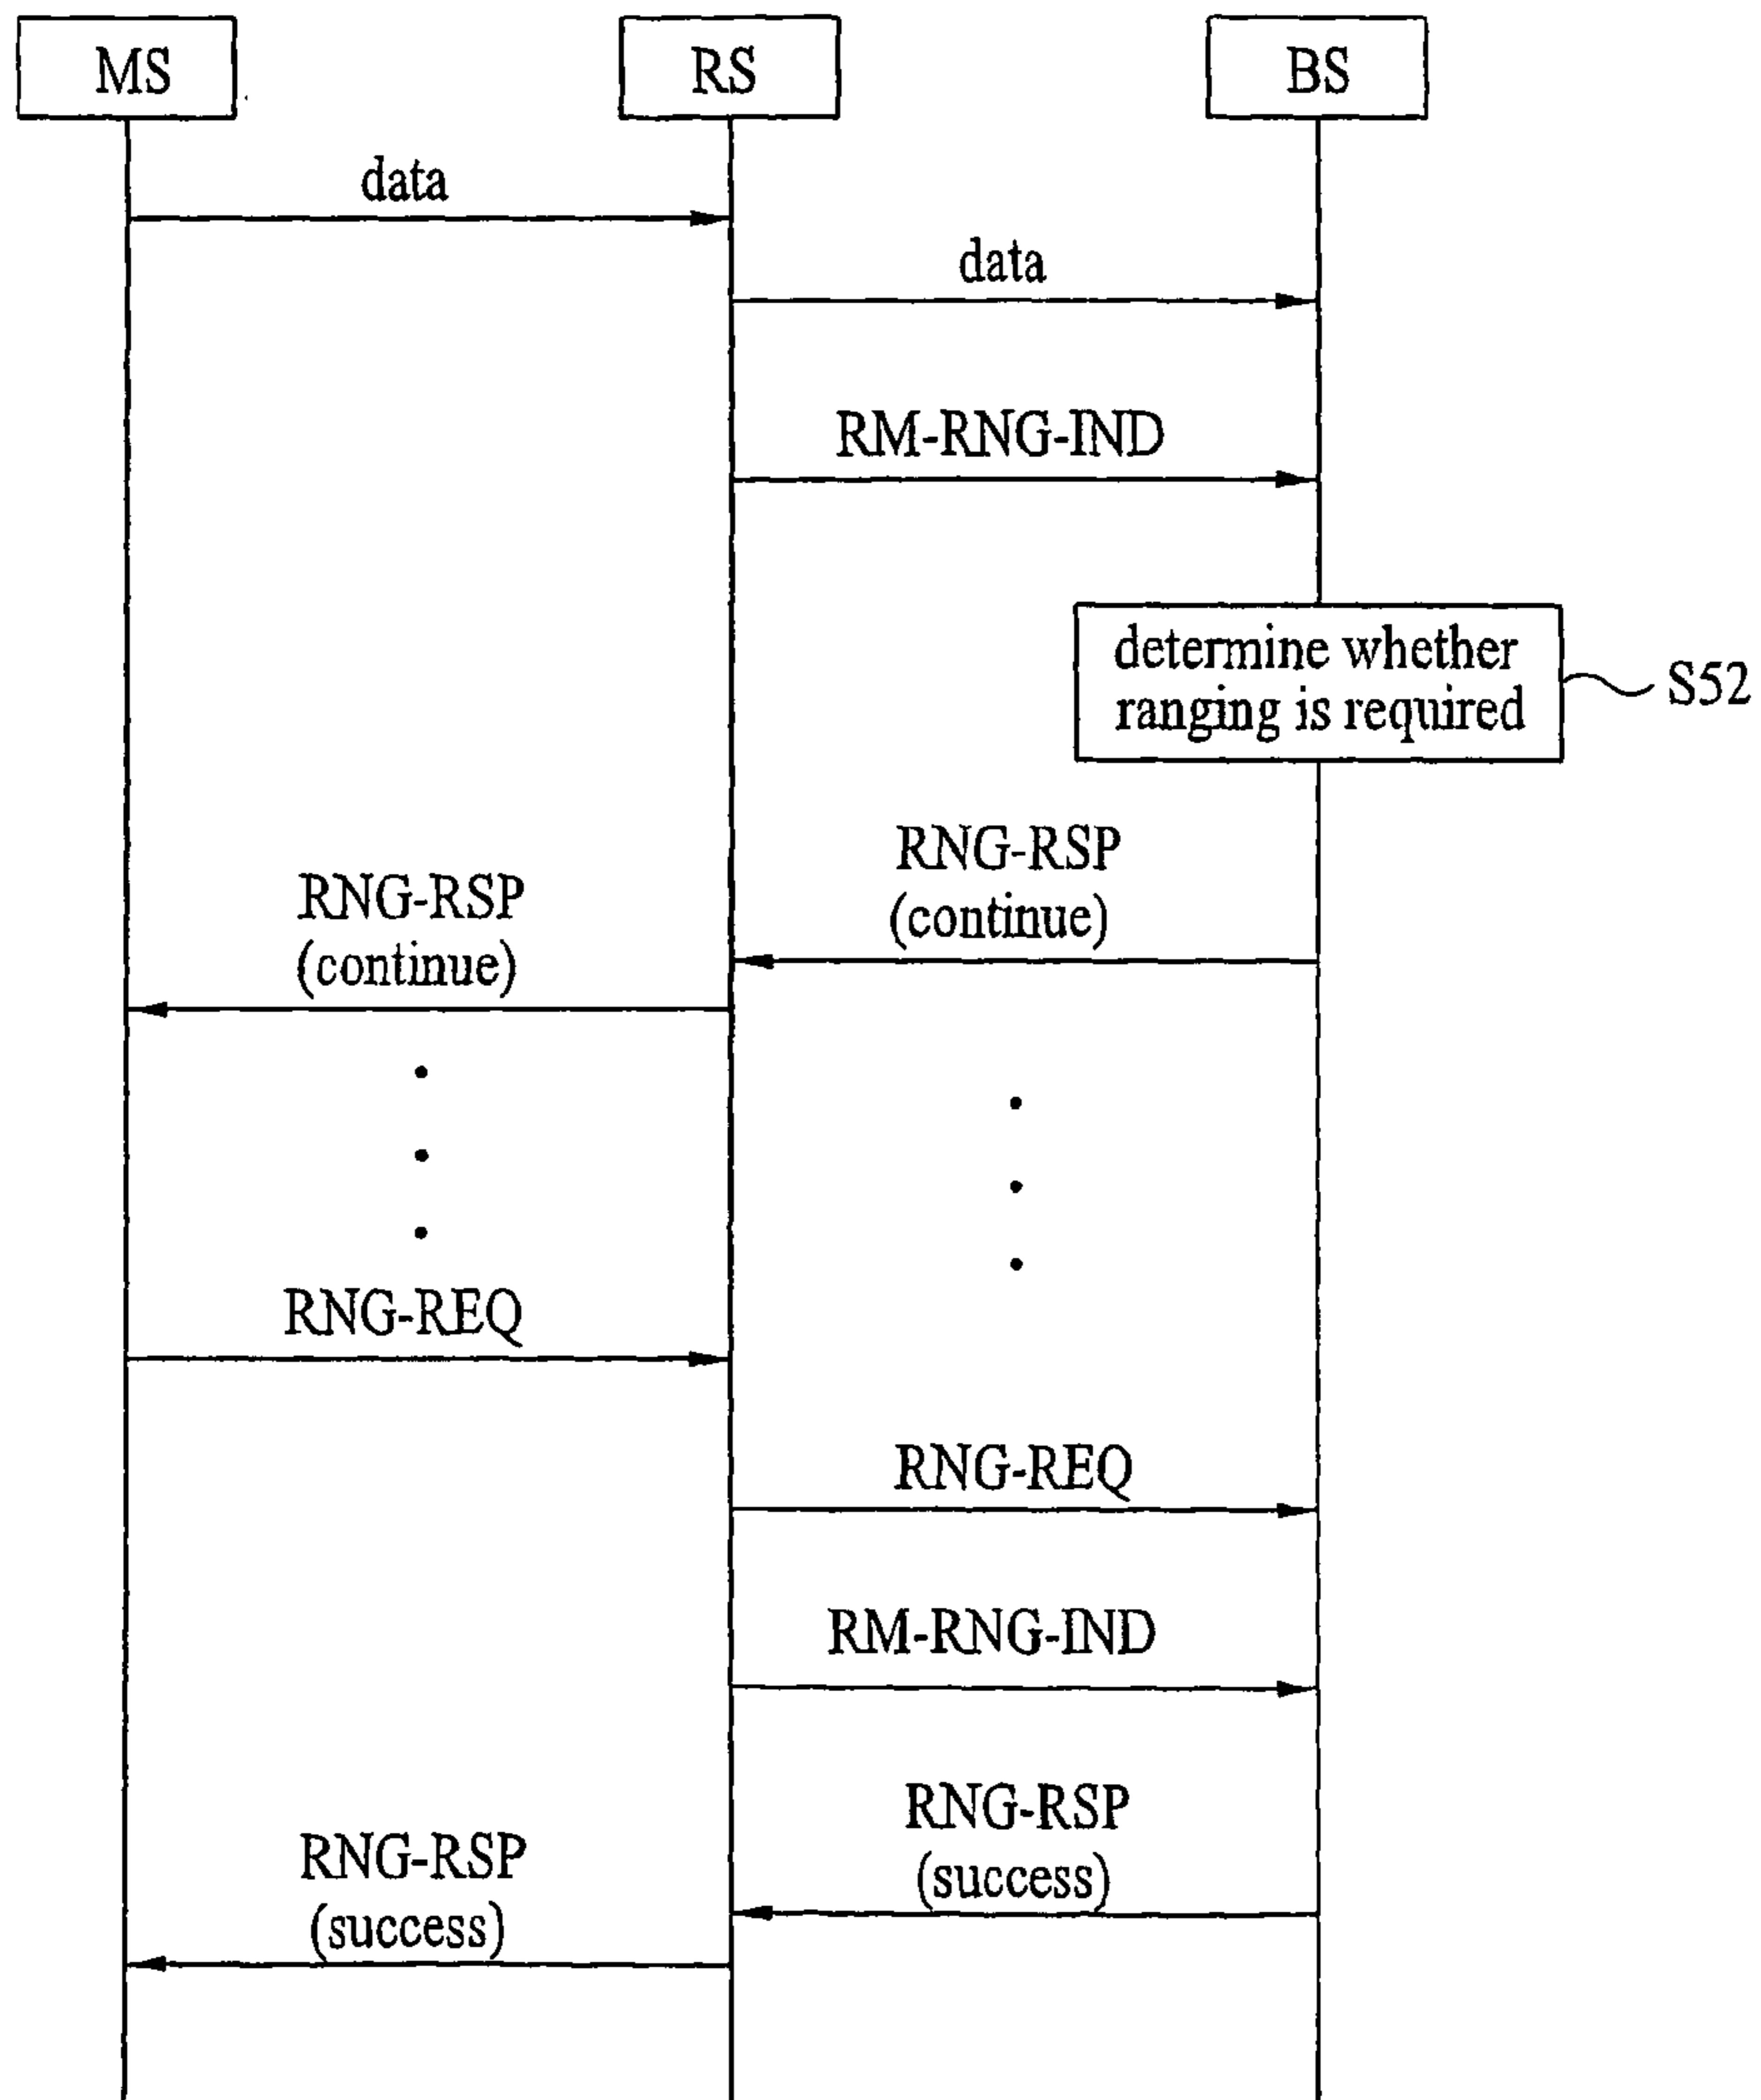 MS
RS
BS
data
data
RM-RNG-IND
determine whether
ranging is required
S52
RNG-RSP
(continue)
RNG-RSP
(continue)
RNG-REQ
RNG-REQ
RM-RNG-IND
RNG-RSP
(success)
RNG-RSP
(success)